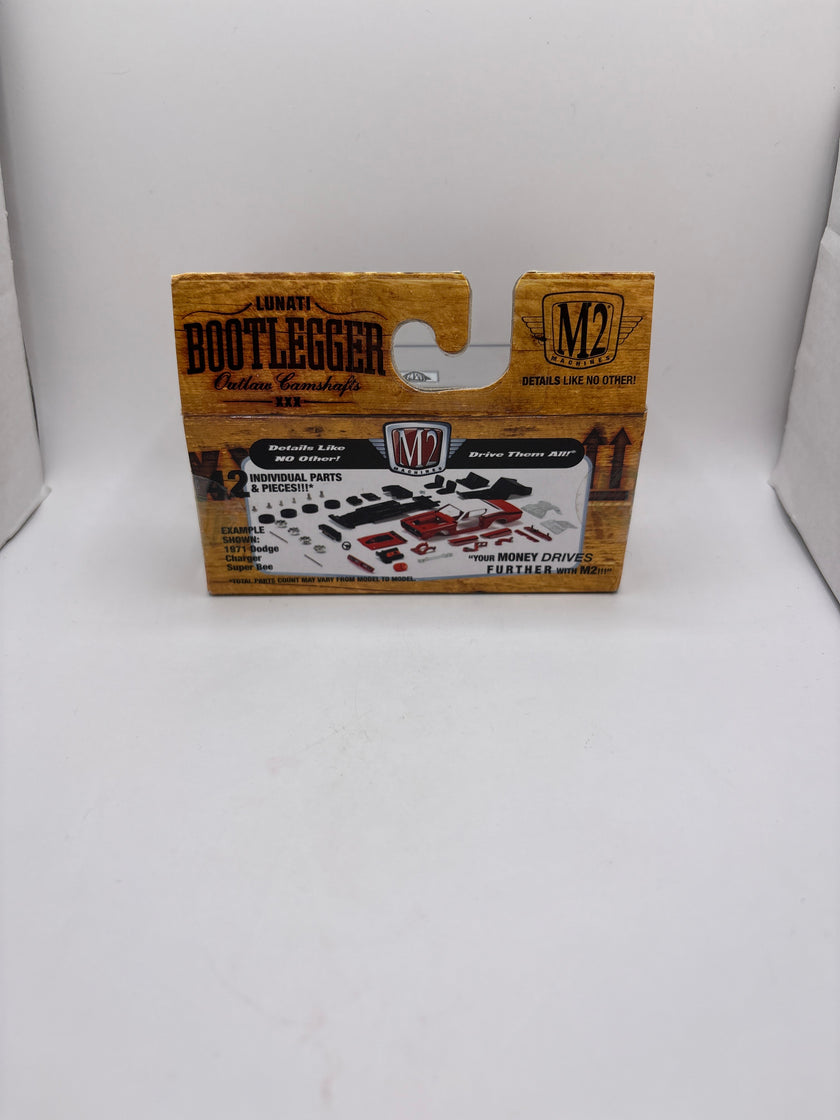 LUNATI
BOOTLEGGER
Outlaw Camshafts
XXX
M2
MACHINES
DETAILS LIKE NO OTHER!
Details Like
NO Other!
M2
MACHINES
Drive Them All!®
42 INDIVIDUAL PARTS
& PIECES!!!*
EXAMPLE
SHOWN:
1971 Dodge
Charger
Super Bee
"YOUR MONEY DRIVES
FURTHER WITH M2!!!"
*TOTAL PARTS COUNT MAY VARY FROM MODEL TO MODEL.